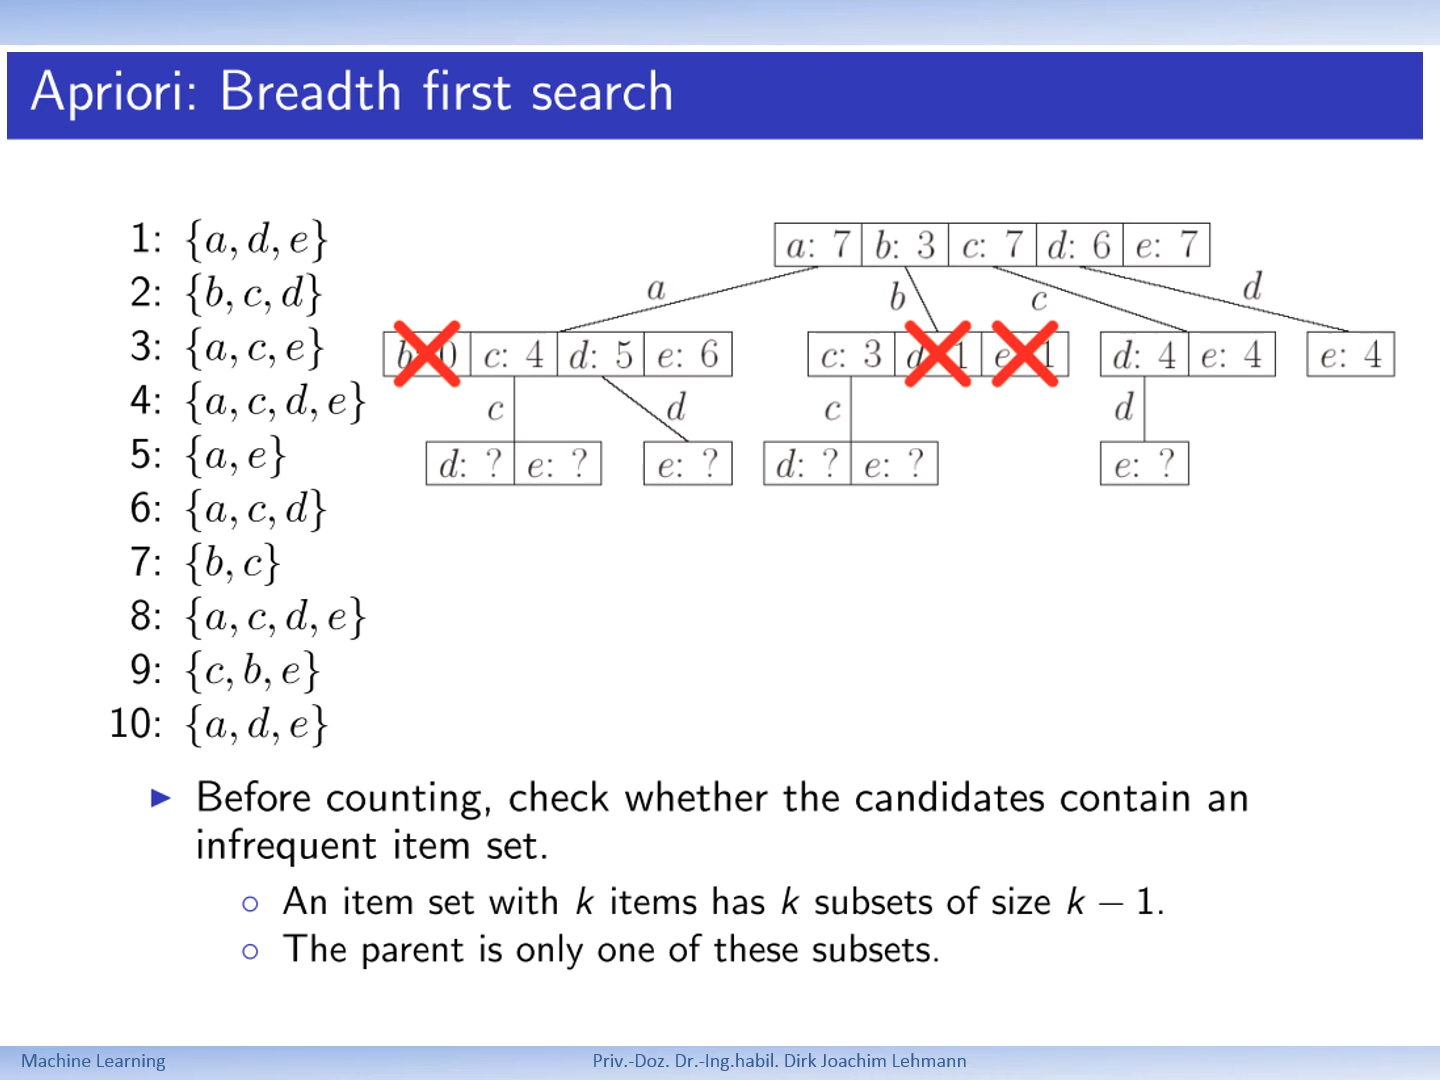 Apriori: Breadth first search
1: {a, d, e}
2: {b, c, d}
3: {a, c, e}
4: {a, c, d, e}
5: {a, e}
6: {a, c, d}
7: {b, c}
8: {a, c, d, e}
9: {c, b, e}
10: {a, d, e}
a: 7 b: 3 c: 7 d: 6 e: 7
a b c d
b: 0 c: 4 d: 5 e: 6 c: 3 d: 1 e: 1 d: 4 e: 4 e: 4
c d c d
d: ? e: ? e: ? d: ? e: ? e: ?
▶ Before counting, check whether the candidates contain an
infrequent item set.
○ An item set with k items has k subsets of size k − 1.
○ The parent is only one of these subsets.
Machine Learning Priv.-Doz. Dr.-Ing.habil. Dirk Joachim Lehmann